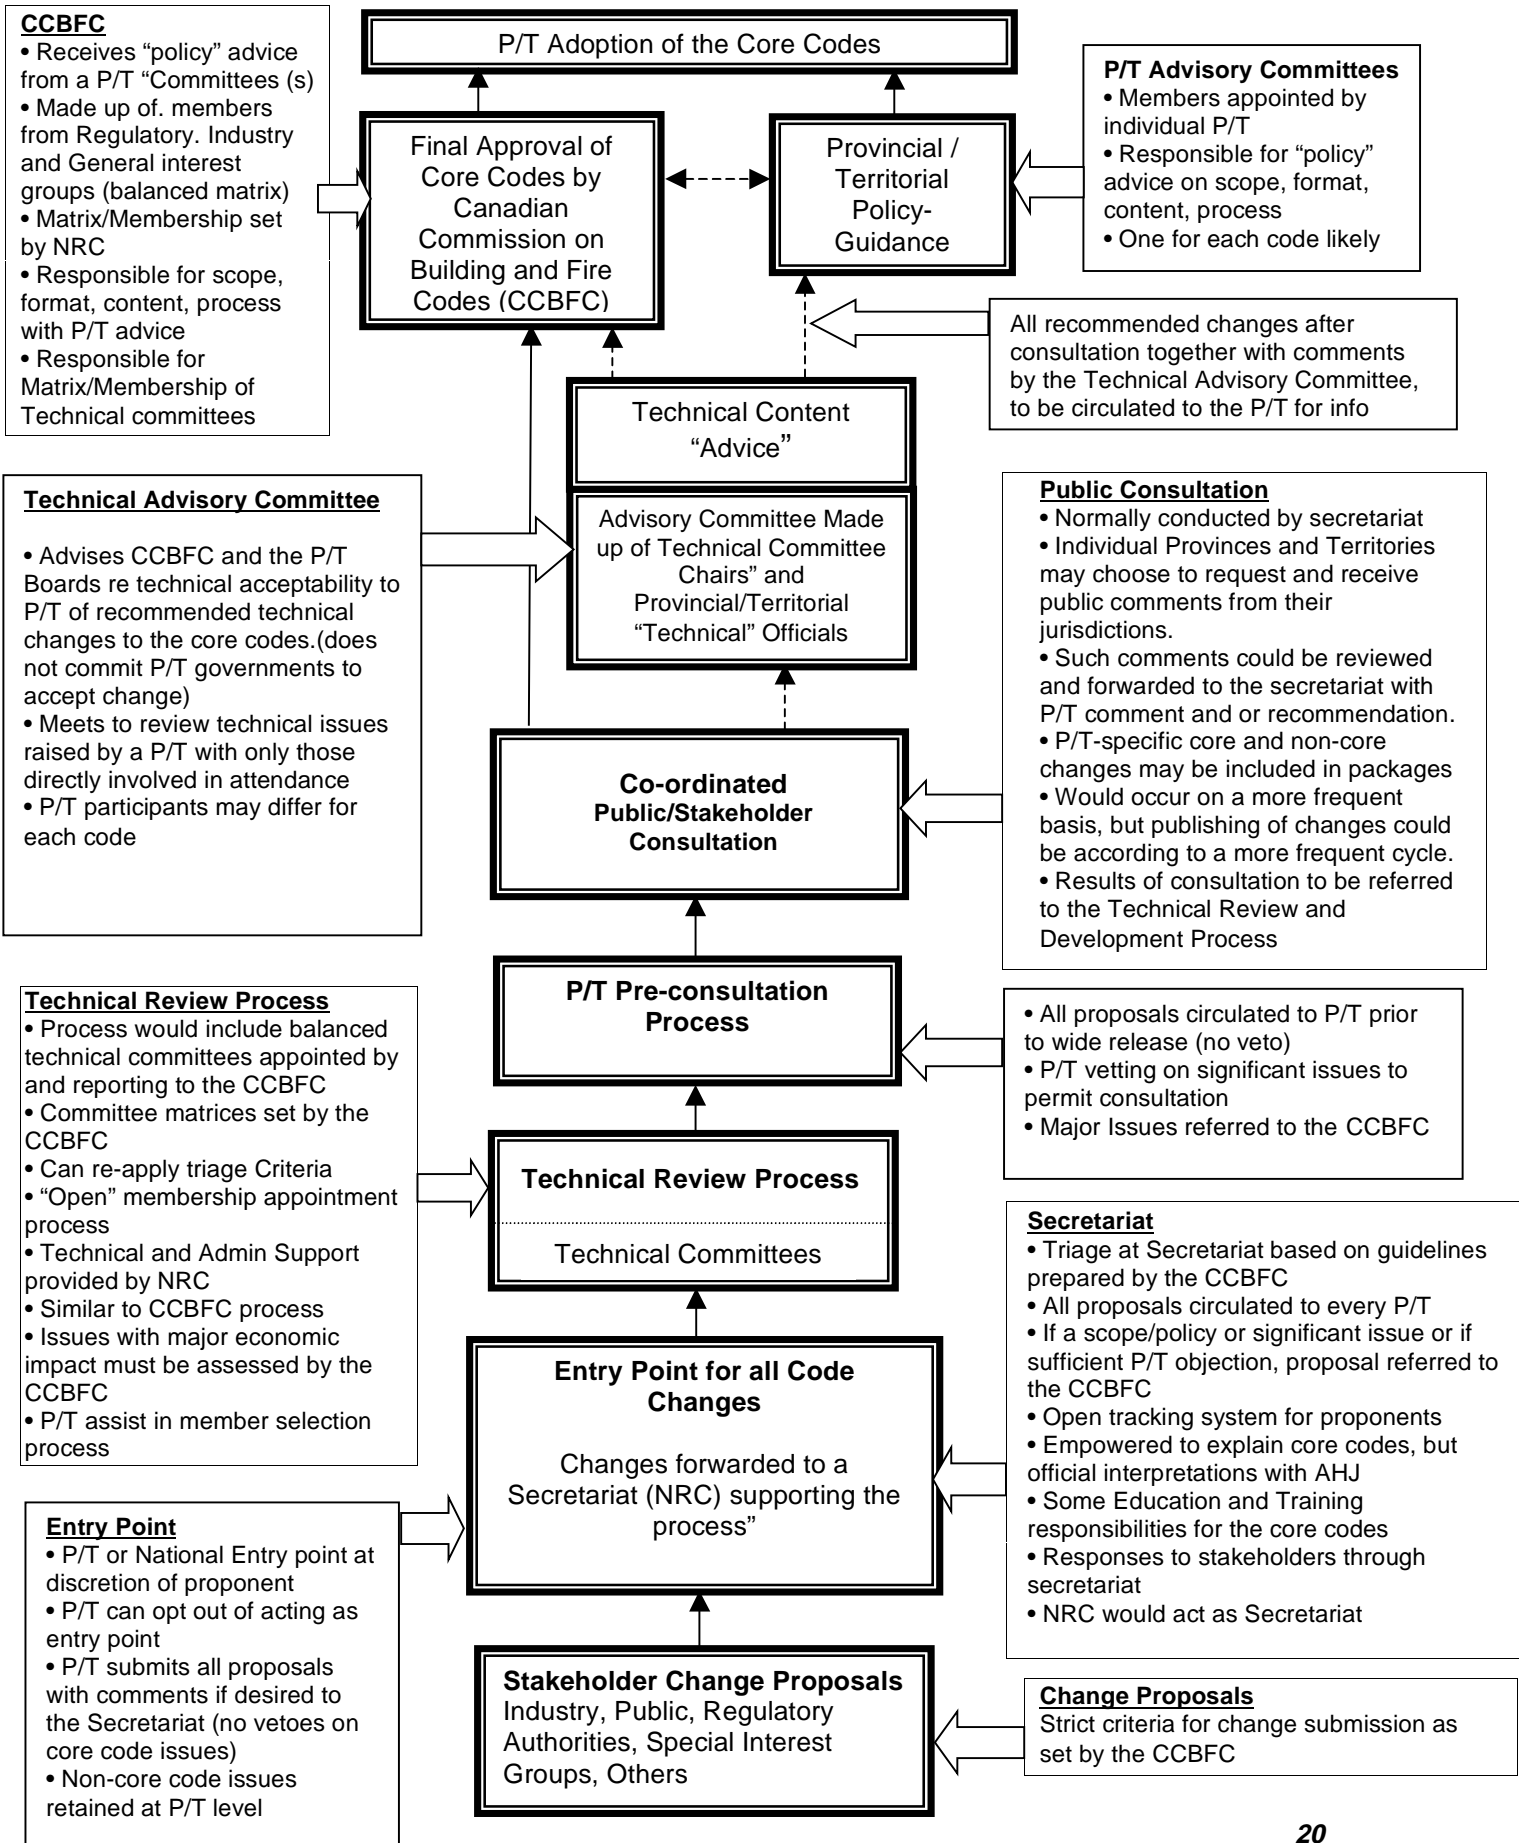 CCBFC
• Receives “policy” advice
from a P/T “Committees (s)
• Made up of. members
from Regulatory. Industry
and General interest
groups (balanced matrix)
• Matrix/Membership set
by NRC
• Responsible for scope,
format, content, process
with P/T advice
• Responsible for
Matrix/Membership of
Technical committees
P/T Adoption of the Core Codes
Final Approval of
Core Codes by
Canadian
Commission on
Building and Fire
Codes (CCBFC)
Provincial /
Territorial
Policy-
Guidance
P/T Advisory Committees
• Members appointed by
individual P/T
• Responsible for “policy”
advice on scope, format,
content, process
• One for each code likely
All recommended changes after
consultation together with comments
by the Technical Advisory Committee,
to be circulated to the P/T for info
Technical Content
“Advice”
Advisory Committee Made
up of Technical Committee
Chairs” and
Provincial/Territorial
“Technical” Officials
Technical Advisory Committee
• Advises CCBFC and the P/T
Boards re technical acceptability to
P/T of recommended technical
changes to the core codes.(does
not commit P/T governments to
accept change)
• Meets to review technical issues
raised by a P/T with only those
directly involved in attendance
• P/T participants may differ for
each code
Public Consultation
• Normally conducted by secretariat
• Individual Provinces and Territories
may choose to request and receive
public comments from their
jurisdictions.
• Such comments could be reviewed
and forwarded to the secretariat with
P/T comment and or recommendation.
• P/T-specific core and non-core
changes may be included in packages
• Would occur on a more frequent
basis, but publishing of changes could
be according to a more frequent cycle.
• Results of consultation to be referred
to the Technical Review and
Development Process
Co-ordinated
Public/Stakeholder
Consultation
P/T Pre-consultation
Process
• All proposals circulated to P/T prior
to wide release (no veto)
• P/T vetting on significant issues to
permit consultation
• Major Issues referred to the CCBFC
Technical Review Process
• Process would include balanced
technical committees appointed by
and reporting to the CCBFC
• Committee matrices set by the
CCBFC
• Can re-apply triage Criteria
• “Open” membership appointment
process
• Technical and Admin Support
provided by NRC
• Similar to CCBFC process
• Issues with major economic
impact must be assessed by the
CCBFC
• P/T assist in member selection
process
Technical Review Process
Technical Committees
Secretariat
• Triage at Secretariat based on guidelines
prepared by the CCBFC
• All proposals circulated to every P/T
• If a scope/policy or significant issue or if
sufficient P/T objection, proposal referred to
the CCBFC
• Open tracking system for proponents
• Empowered to explain core codes, but
official interpretations with AHJ
• Some Education and Training
responsibilities for the core codes
• Responses to stakeholders through
secretariat
• NRC would act as Secretariat
Entry Point for all Code
Changes
Changes forwarded to a
Secretariat (NRC) supporting the
process”
Entry Point
• P/T or National Entry point at
discretion of proponent
• P/T can opt out of acting as
entry point
• P/T submits all proposals
with comments if desired to
the Secretariat (no vetoes on
core code issues)
• Non-core code issues
retained at P/T level
Stakeholder Change Proposals
Industry, Public, Regulatory
Authorities, Special Interest
Groups, Others
Change Proposals
Strict criteria for change submission as
set by the CCBFC
20